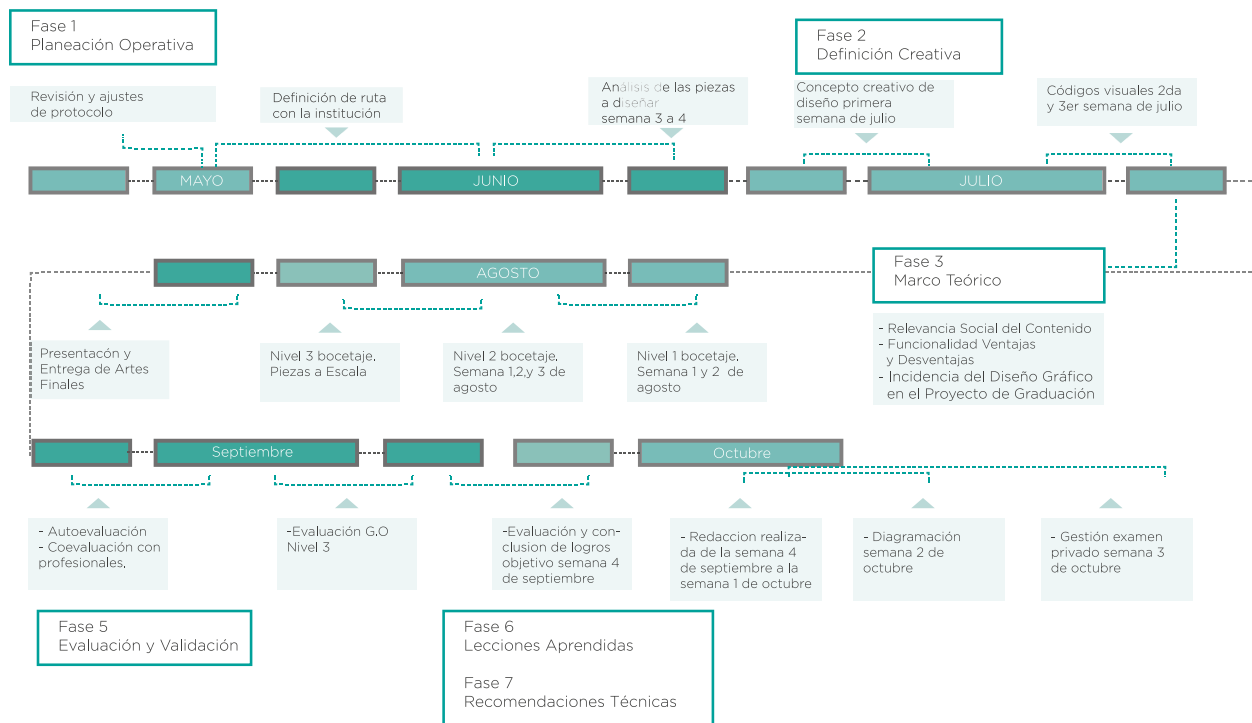 Fase 1
Planeación Operativa
Fase 2
Definición Creativa
Revisión y ajustes
de protocolo
Definición de ruta
con la institución
Análisis de las piezas
a diseñar
semana 3 a 4
Concepto creativo de
diseño primera
semana de julio
Códigos visuales 2da
y 3er semana de julio
MAYO
JUNIO
JULIO
AGOSTO
Fase 3
Marco Teórico
Presentacón y
Entrega de Artes
Finales
Nivel 3 bocetaje,
Piezas a Escala
Nivel 2 bocetaje,
Semana 1,2,y 3 de
agosto
Nivel 1 bocetaje,
Semana 1 y 2 de
agosto
- Relevancia Social del Contenido
- Funcionalidad Ventajas
y Desventajas
- Incidencia del Diseño Gráfico
en el Proyecto de Graduación
Septiembre
Octubre
- Autoevaluación
- Coevaluación con
profesionales,
-Evaluación G.O
Nivel 3
-Evaluación y con-
clusion de logros
objetivo semana 4
de septiembre
- Redaccion realiza-
da de la semana 4
de septiembre a la
semana 1 de octubre
- Diagramación
semana 2 de
octubre
- Gestión examen
privado semana 3
de octubre
Fase 5
Evaluación y Validación
Fase 6
Lecciones Aprendidas
Fase 7
Recomendaciones Técnicas